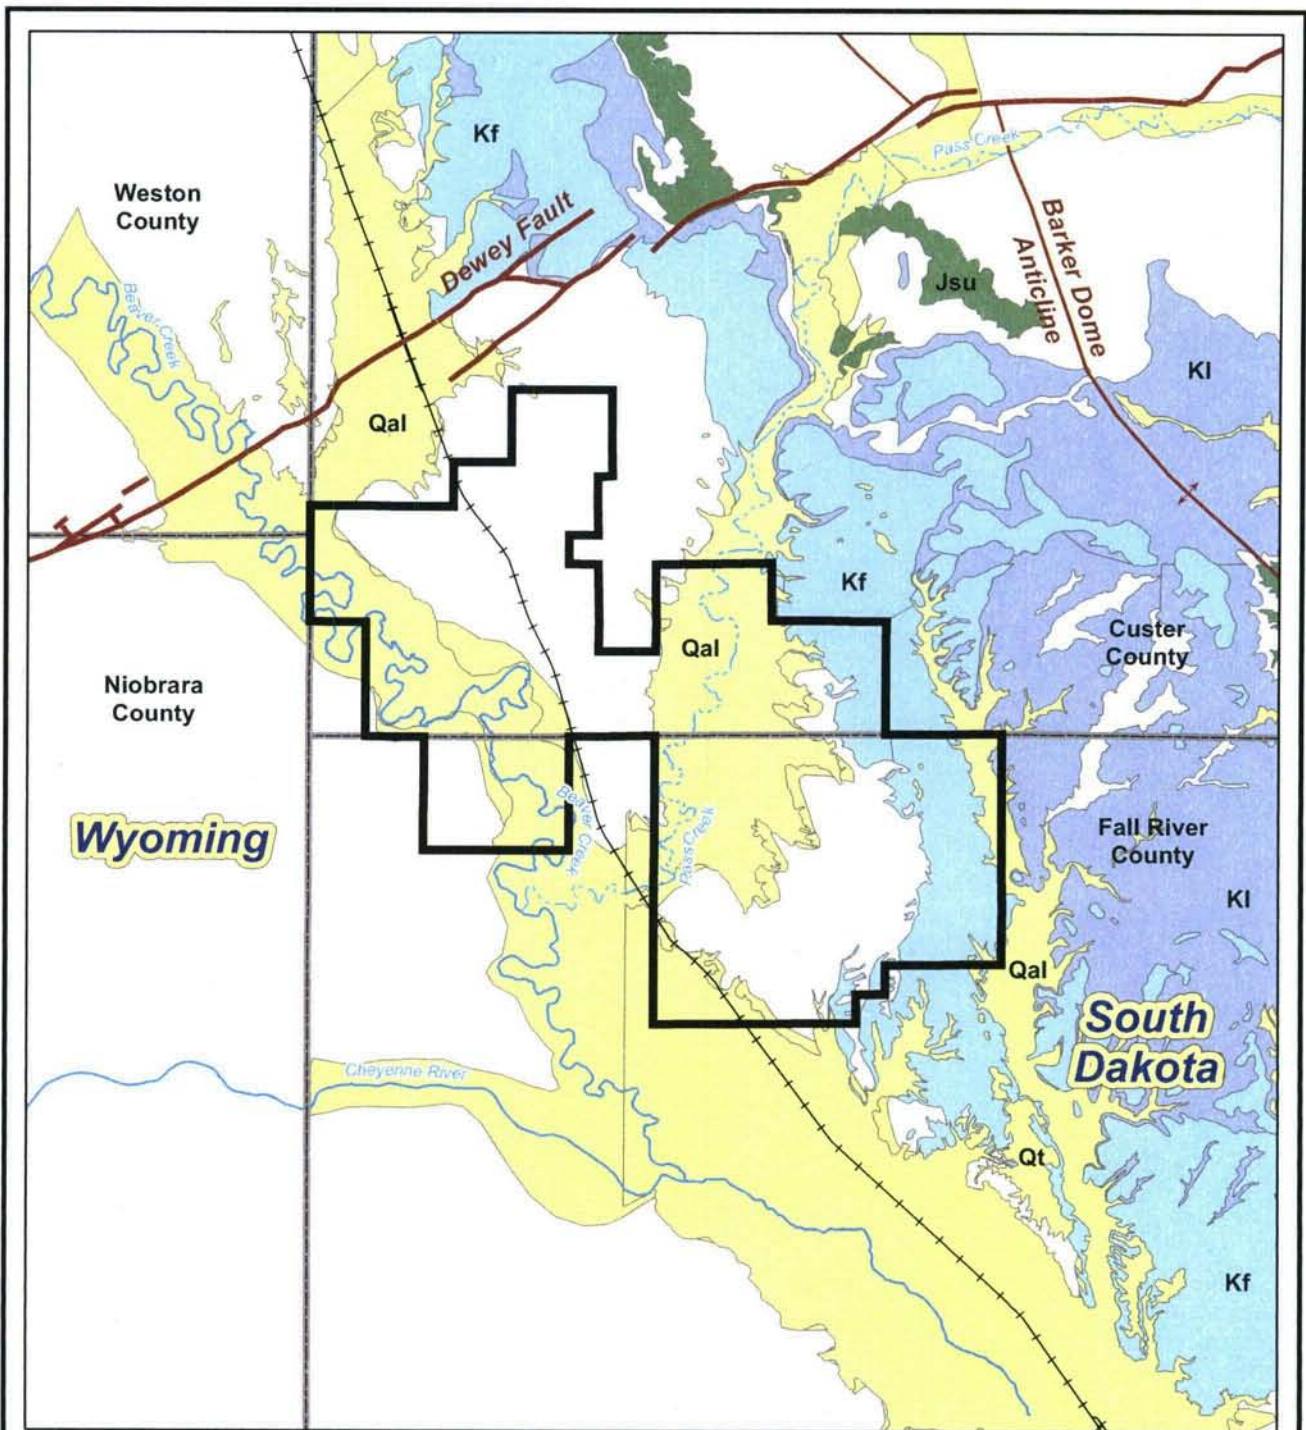 Kf
Pass Creek
Weston
County
Dewey Fault
Barker Dome
Anticline
Beaver Creek
Jsu
Kl
Qal
Kf
Custer
County
Qal
Niobrara
County
Beaver Creek
Pass Creek
Wyoming
Fall River
County
Kl
Qal
South
Dakota
Cheyenne River
Qt
Kf